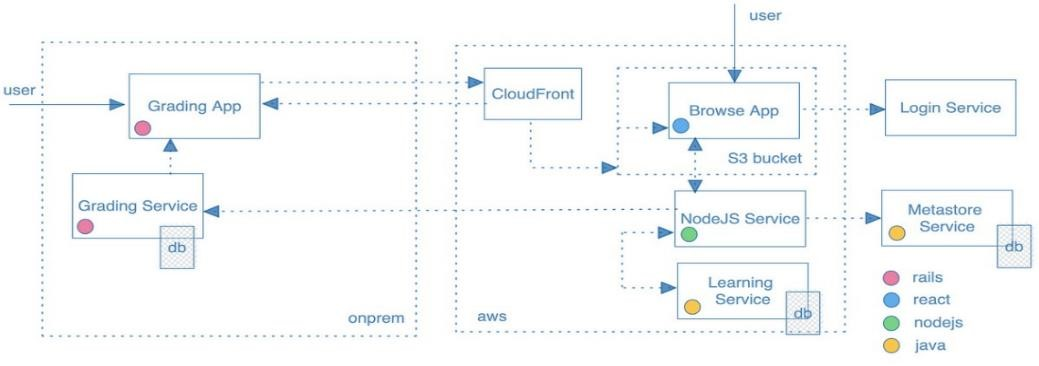 user
user
Grading App
CloudFront
Browse App
Login Service
S3 bucket
Grading Service
db
NodeJS Service
Metastore
Service
db
Learning
Service
db
onprem
aws
rails
react
nodejs
java